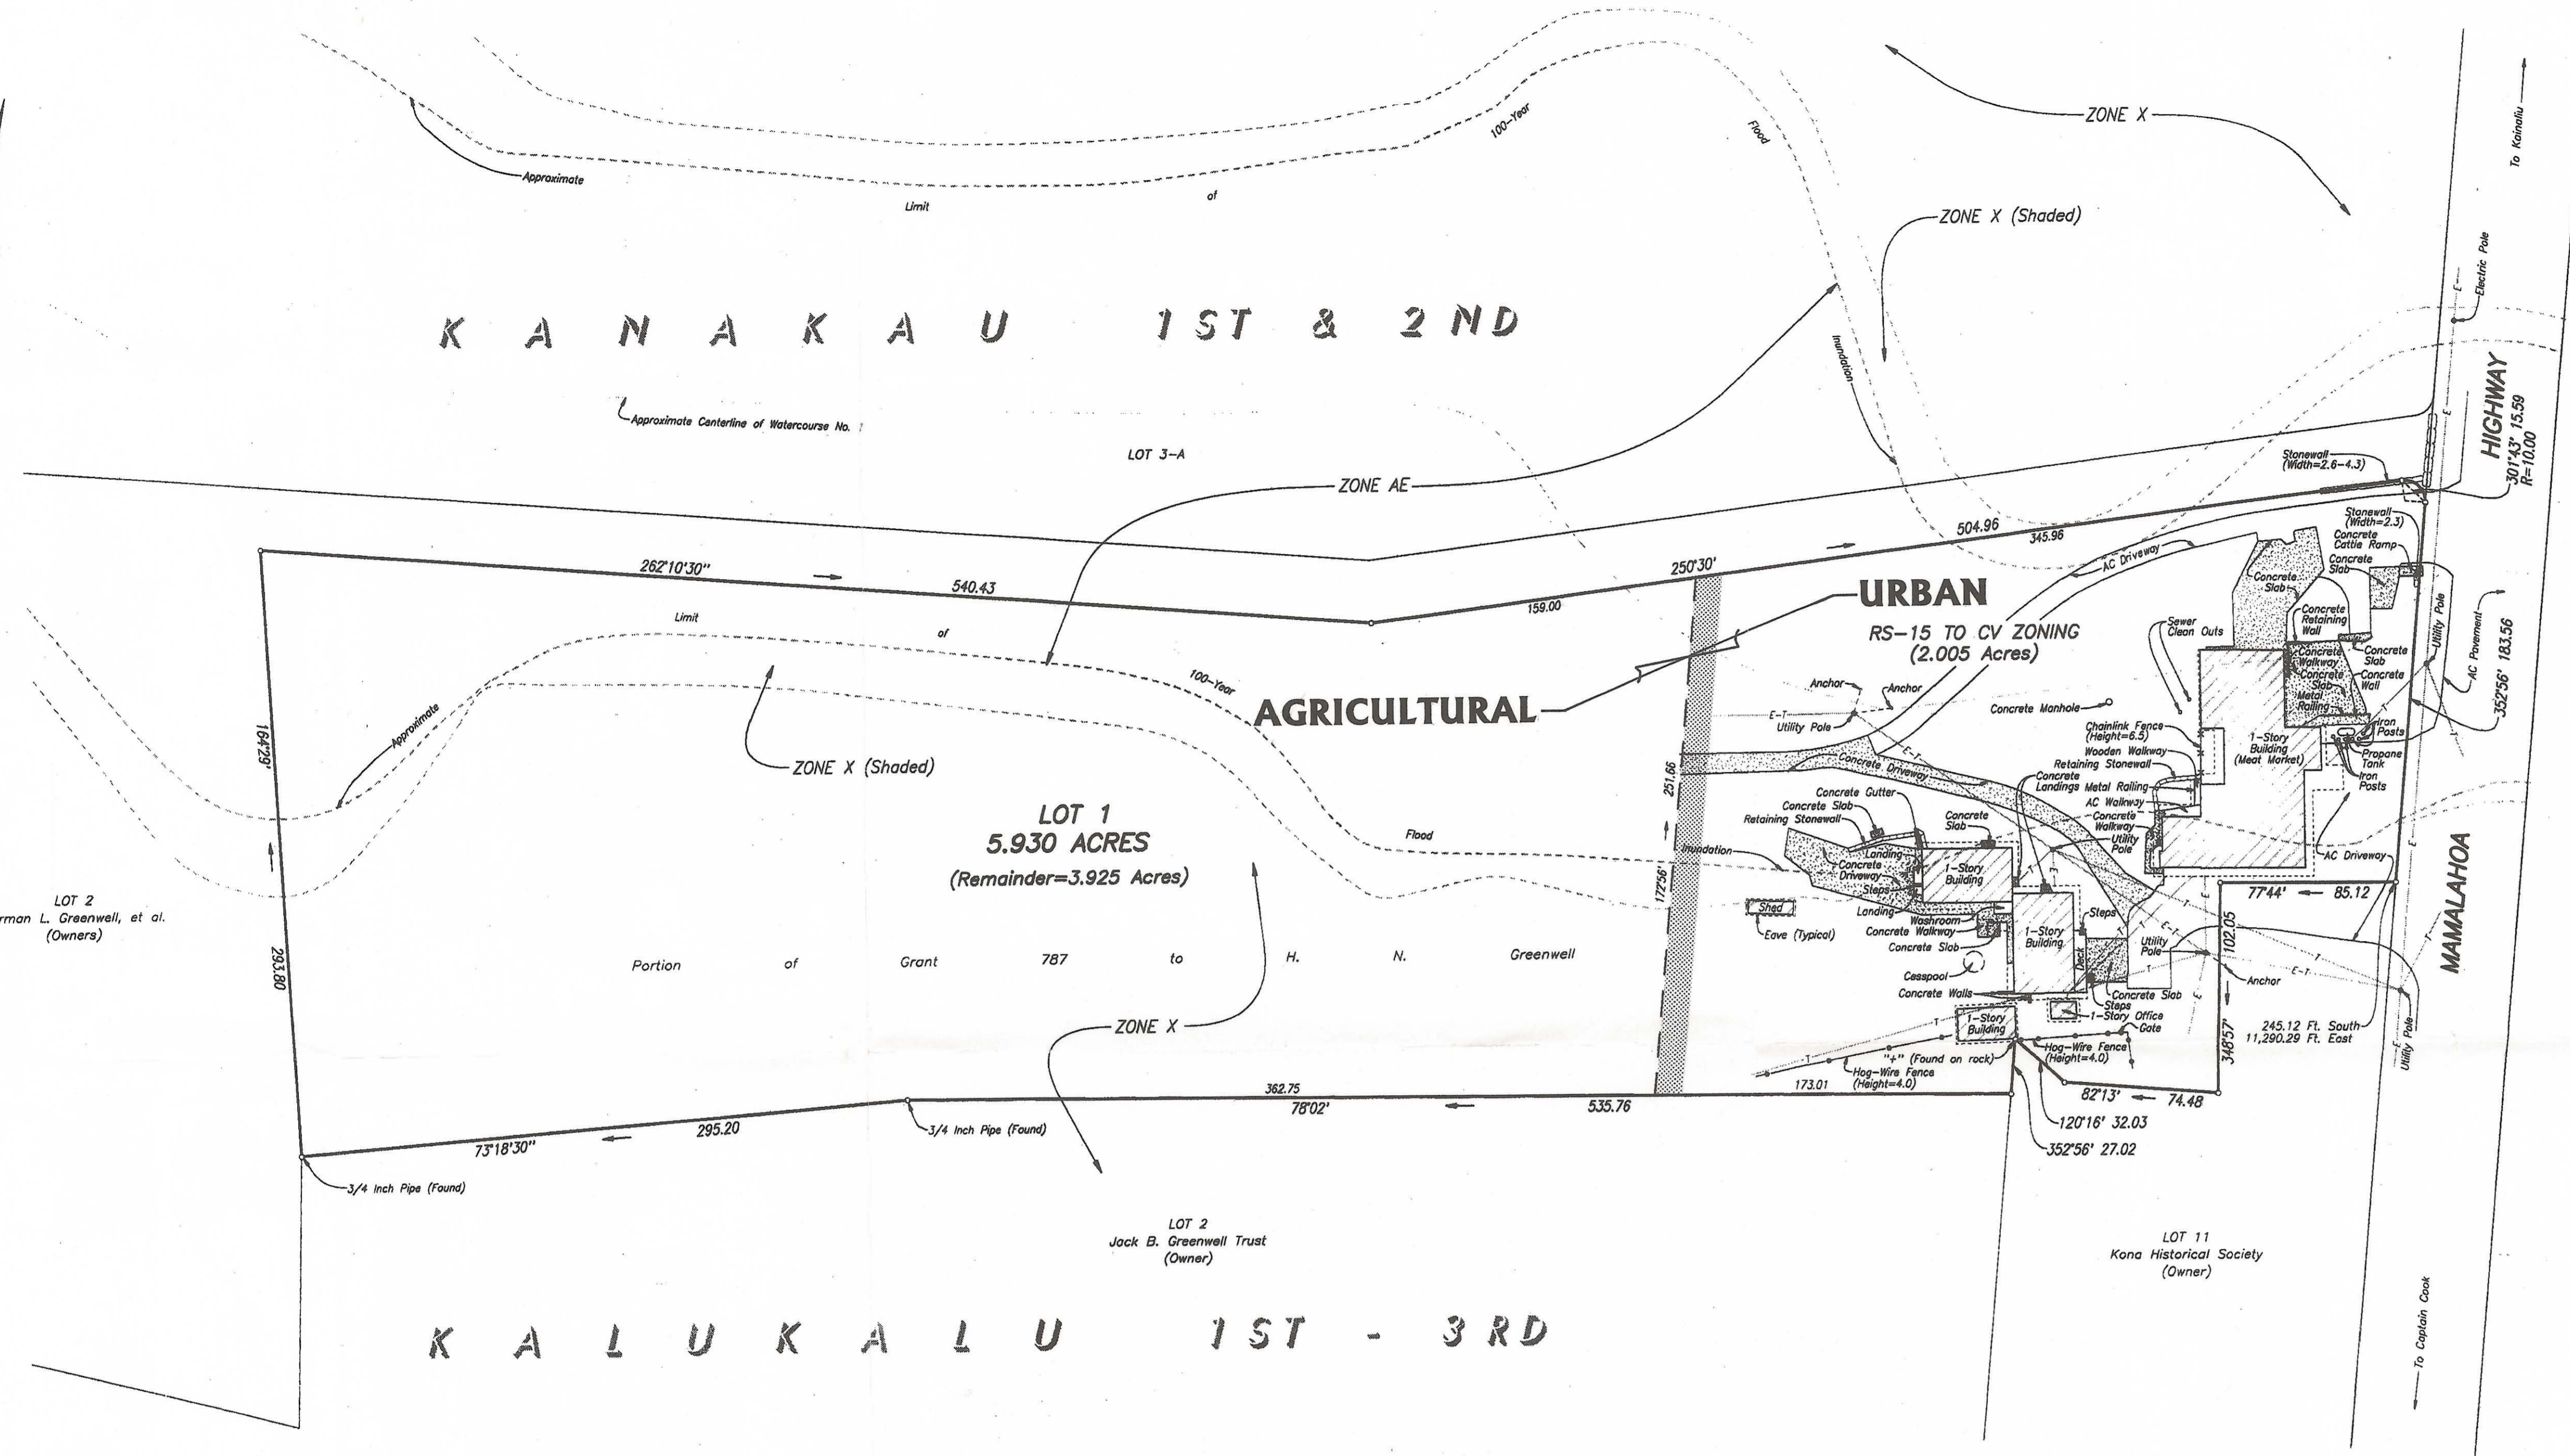 To Kainaliu
ZONE X
100-Year
Flood
Approximate
Limit
of
ZONE X (Shaded)
Electric Pole
E
KANAKAU 1ST & 2ND
Inundation
HIGHWAY
301°43' 15.59
R=10.00
Approximate Centerline of Watercourse No. 1
LOT 3-A
ZONE AE
Stonewall
(Width=2.6-4.3)
Stonewall
(Width=2.3)
504.96
345.96
Concrete
Cattle Ramp
AC Driveway
Concrete
Slab
Concrete
Slab
262°10'30"
540.43
250°30'
159.00
URBAN
RS-15 TO CV ZONING
(2.005 Acres)
Limit
of
100-Year
Approximate
AGRICULTURAL
Sewer
Clean Outs
Concrete
Retaining
Wall
Concrete
Walkway
Concrete
Slab
Concrete
Slab
Concrete
Wall
Metal
Railing
Utility Pole
AC Pavement
352°56' 183.56
Anchor
Anchor
E-T
Utility Pole
Concrete Manhole
Chainlink Fence
(Height=6.5)
Wooden Walkway
Retaining Stonewall
Concrete
Landings
Metal Railing
AC Walkway
Concrete
Walkway
1-Story
Building
(Meat Market)
Iron
Posts
Propane
Tank
Iron
Posts
164°29'
293.80
ZONE X (Shaded)
LOT 1
5.930 ACRES
(Remainder=3.925 Acres)
251.66
172°56'
Flood
Inundation
E-T
Concrete Driveway
Concrete Gutter
Concrete Slab
Retaining Stonewall
Concrete
Slab
Utility
Pole
AC Driveway
Landing
Concrete
Driveway
Steps
1-Story
Building
Landing
Washroom
Concrete Walkway
Concrete Slab
Shed
Eave (Typical)
Cesspool
Concrete Walls
1-Story
Building
Steps
Deck
Utility
Pole
Concrete Slab
Steps
1-Story Office
Gate
77°44' 85.12
102.05
348°57'
Anchor
E-T
MAMALAHOA
LOT 2
rman L. Greenwell, et al.
(Owners)
Portion of Grant 787 to H. N. Greenwell
ZONE X
1-Story
Building
"+" (Found on rock)
Hog-Wire Fence
(Height=4.0)
Hog-Wire Fence
(Height=4.0)
245.12 Ft. South
11,290.29 Ft. East
Utility Pole
173.01
362.75
78°02'
535.76
82°13' 74.48
120°16' 32.03
352°56' 27.02
3/4 Inch Pipe (Found)
295.20
73°18'30"
3/4 Inch Pipe (Found)
LOT 2
Jack B. Greenwell Trust
(Owner)
LOT 11
Kona Historical Society
(Owner)
KALUKALU 1ST - 3RD
To Captain Cook